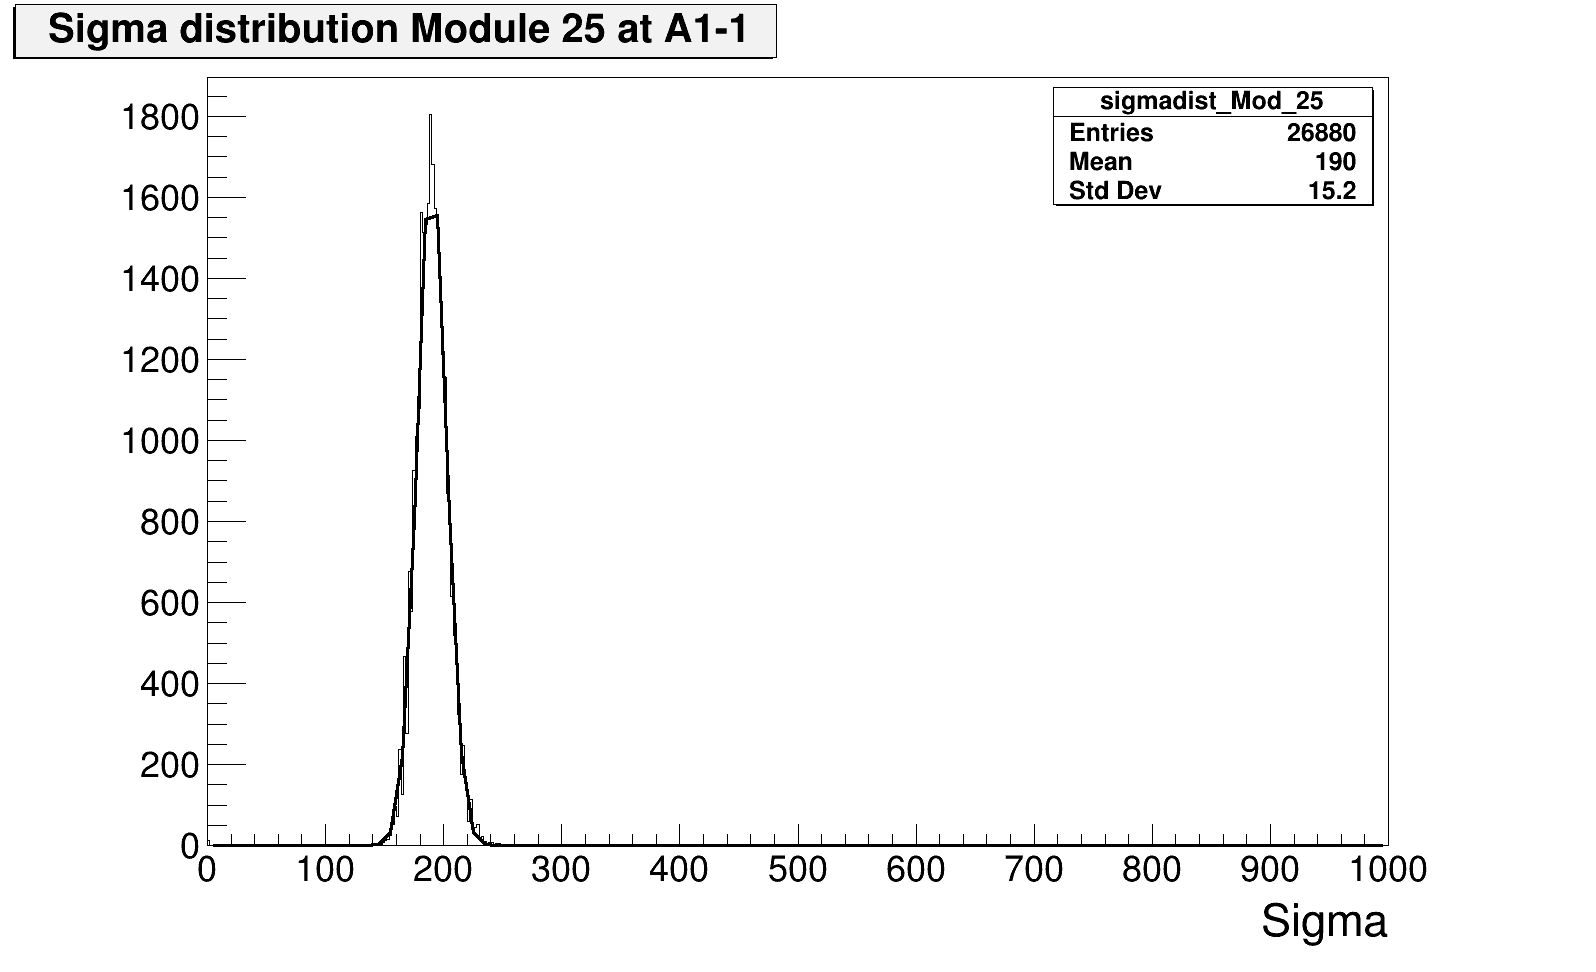 Sigma distribution Module 25 at A1-1
sigmadist_Mod_25
Entries 26880
Mean 190
Std Dev 15.2
1800
1600
1400
1200
1000
800
600
400
200
0
0 100 200 300 400 500 600 700 800 900 1000
Sigma